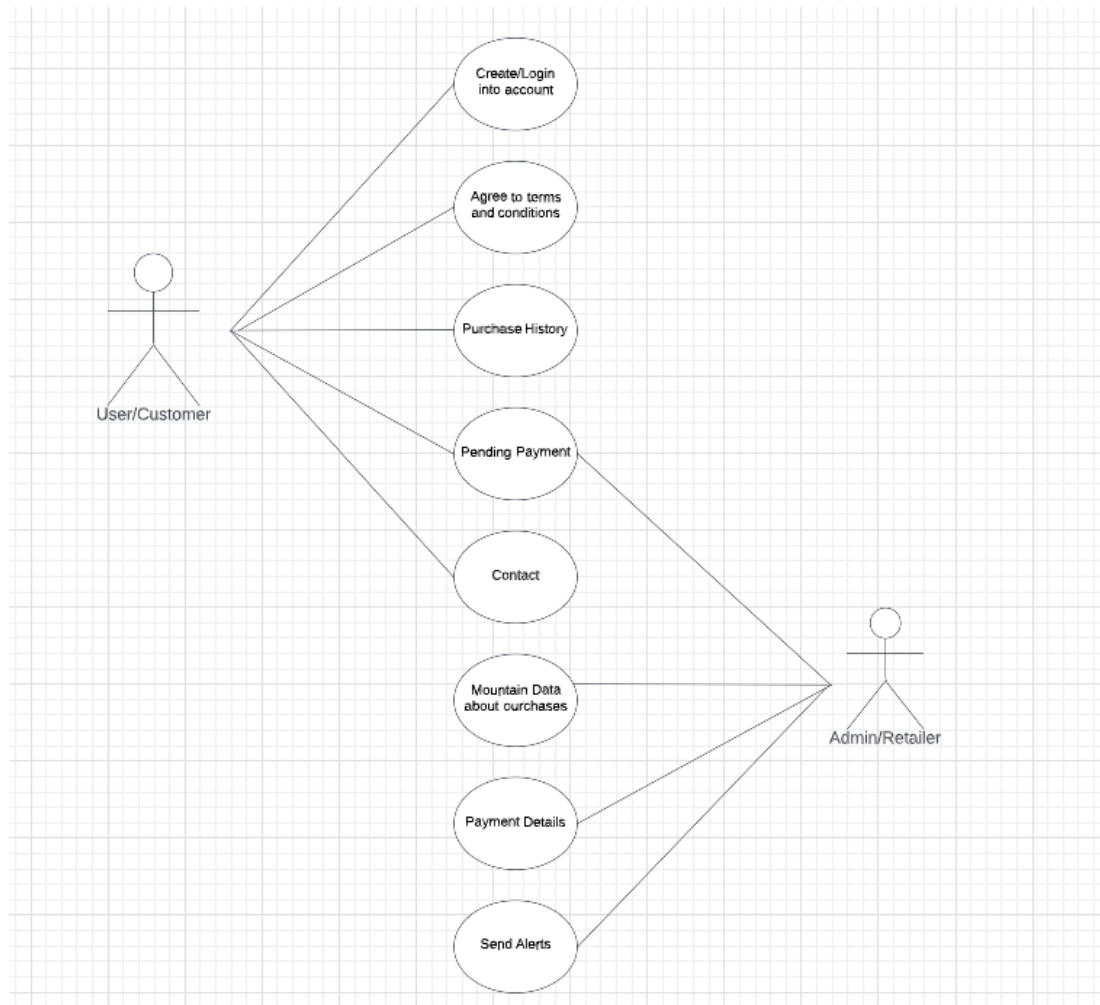 Create/Login
into account
Agree to terms
and conditions
Purchase History
User/Customer
Pending Payment
Contact
Mountain Data
about ourchases
Admin/Retailer
Payment Details
Send Alerts